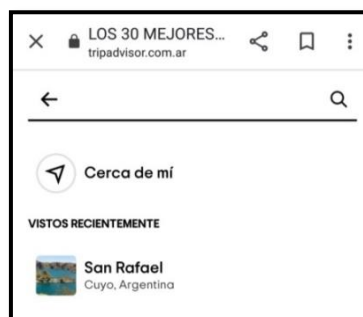 LOS 30 MEJORES...
tripadvisor.com.ar
Cerca de mí
VISTOS RECIENTEMENTE
San Rafael
Cuyo, Argentina